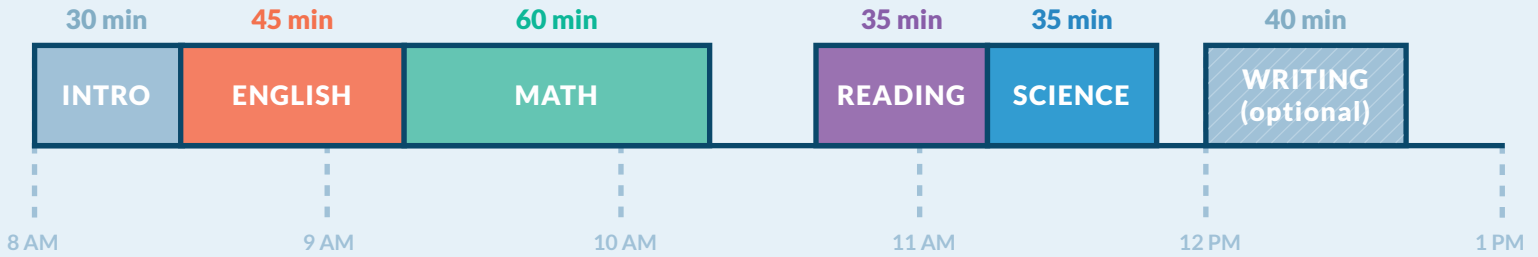 30 min
45 min
60 min
35 min
35 min
40 min
INTRO
ENGLISH
MATH
READING
SCIENCE
WRITING
(optional)
8 AM
9 AM
10 AM
11 AM
12 PM
1 PM